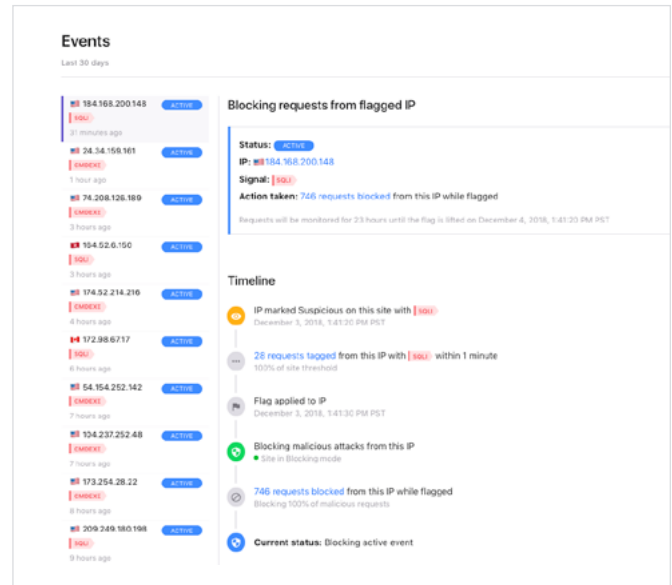 Events
Last 30 days
184.168.200.148 ACTIVE
SQLI
31 minutes ago
24.34.159.161 ACTIVE
CMDEXE
1 hour ago
74.208.126.189 ACTIVE
CMDEXE
3 hours ago
164.52.6.150 ACTIVE
SQLI
3 hours ago
174.52.214.216 ACTIVE
CMDEXE
4 hours ago
172.98.67.17 ACTIVE
SQLI
6 hours ago
54.154.252.142 ACTIVE
CMDEXE
7 hours ago
104.237.252.48 ACTIVE
CMDEXE
7 hours ago
173.254.28.22 ACTIVE
CMDEXE
8 hours ago
209.249.180.198 ACTIVE
SQLI
9 hours ago
Blocking requests from flagged IP
Status: ACTIVE
IP: 184.168.200.148
Signal: SQLI
Action taken: 746 requests blocked from this IP while flagged
Requests will be monitored for 23 hours until the flag is lifted on December 4, 2018, 1:41:20 PM PST
Timeline
IP marked Suspicious on this site with SQLI
December 3, 2018, 1:41:20 PM PST
28 requests tagged from this IP with SQLI within 1 minute
100% of site threshold
Flag applied to IP
December 3, 2018, 1:41:30 PM PST
Blocking malicious attacks from this IP
Site in Blocking mode
746 requests blocked from this IP while flagged
Blocking 100% of malicious requests
Current status: Blocking active event